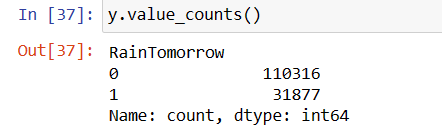 In [37]: y.value_counts()
Out[37]: RainTomorrow
0 110316
1 31877
Name: count, dtype: int64